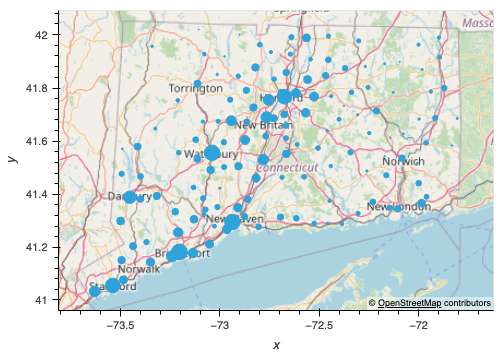 42
Torrington
41.8
Hartford
New Britain
41.6
Waterbury
Norwich
Connecticut
41.4
Danbury
New London
New Haven
41.2
Bridgeport
Norwalk
Stamford
41
© OpenStreetMap contributors
−73.5
−73
−72.5
−72
x
y